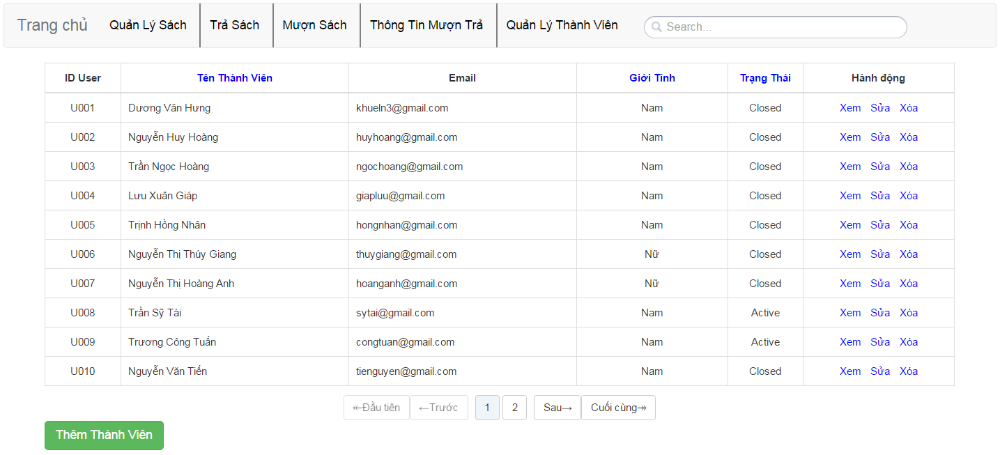 Trang chủ Quản Lý Sách Trả Sách Mượn Sách Thông Tin Mượn Trả Quản Lý Thành Viên Search...
ID User Tên Thành Viên Email Giới Tính Trạng Thái Hành động
U001 Dương Văn Hưng khueln3@gmail.com Nam Closed Xem Sửa Xóa
U002 Nguyễn Huy Hoàng huyhoang@gmail.com Nam Closed Xem Sửa Xóa
U003 Trần Ngọc Hoàng ngochoang@gmail.com Nam Closed Xem Sửa Xóa
U004 Lưu Xuân Giáp giapluu@gmail.com Nam Closed Xem Sửa Xóa
U005 Trịnh Hồng Nhân hongnhan@gmail.com Nam Closed Xem Sửa Xóa
U006 Nguyễn Thị Thúy Giang thuygiang@gmail.com Nữ Closed Xem Sửa Xóa
U007 Nguyễn Thị Hoàng Anh hoanganh@gmail.com Nữ Closed Xem Sửa Xóa
U008 Trần Sỹ Tài sytai@gmail.com Nam Active Xem Sửa Xóa
U009 Trương Công Tuấn congtuan@gmail.com Nam Active Xem Sửa Xóa
U010 Nguyễn Văn Tiến tienguyen@gmail.com Nam Closed Xem Sửa Xóa
↞Đầu tiên ←Trước 1 2 Sau→ Cuối cùng↠
Thêm Thành Viên